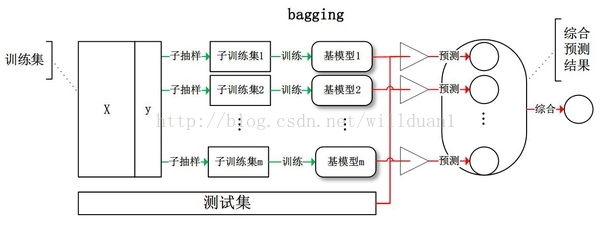 bagging
训练集
X
y
子抽样
子训练集1
训练
基模型1
预测
子抽样
子训练集2
训练
基模型2
预测
http://blog.csdn.net/willduan1
子抽样
子训练集m
训练
基模型m
预测
测试集
综合
预测
结果
综合